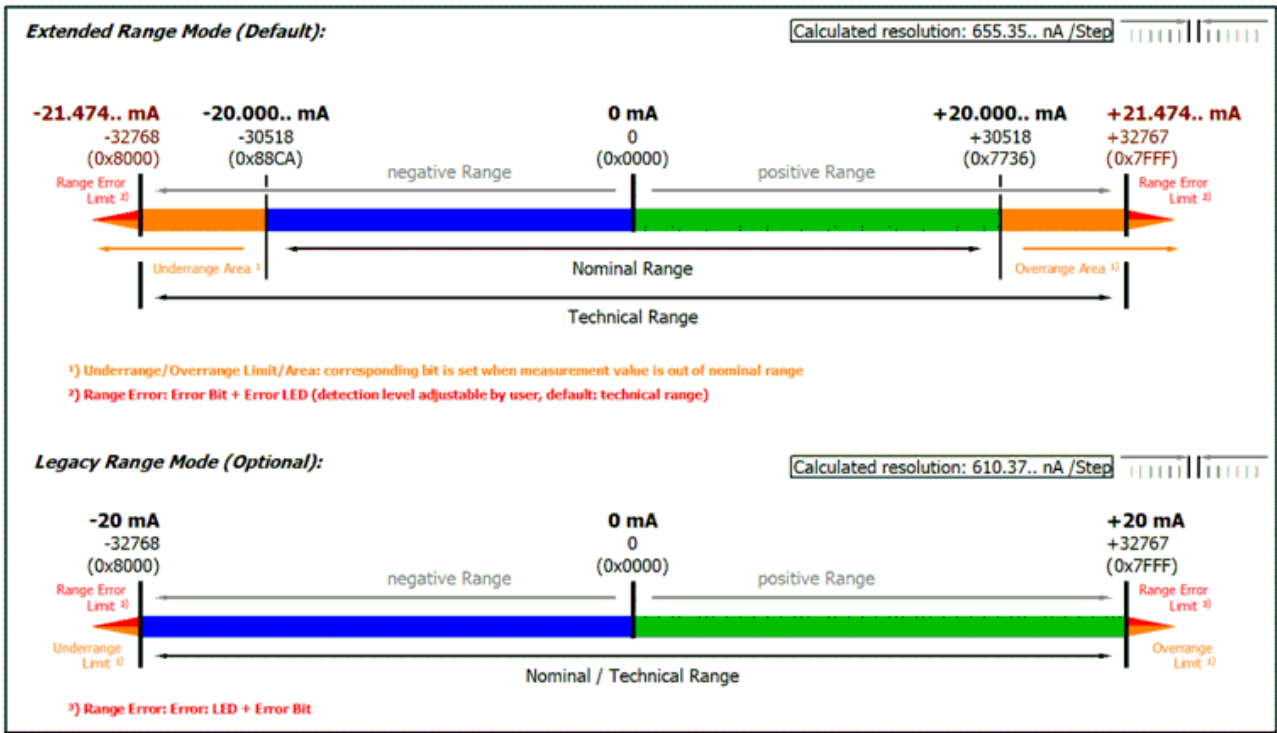 Extended Range Mode (Default):
Calculated resolution: 655.35.. nA /Step
-21.474.. mA -20.000.. mA 0 mA +20.000.. mA +21.474.. mA
-32768 -30518 0 +30518 +32767
(0x8000) (0x88CA) (0x0000) (0x7736) (0x7FFF)
negative Range positive Range
Range Error Range Error
Limit ²⁾ Limit ²⁾
Underrange Area ¹ Nominal Range Overrange Area ¹⁾
Technical Range
¹) Underrange/Overrange Limit/Area: corresponding bit is set when measurement value is out of nominal range
²) Range Error: Error Bit + Error LED (detection level adjustable by user, default: technical range)
Legacy Range Mode (Optional):
Calculated resolution: 610.37.. nA /Step
-20 mA 0 mA +20 mA
-32768 0 +32767
(0x8000) (0x0000) (0x7FFF)
negative Range positive Range
Range Error Range Error
Limit ³⁾ Limit ³⁾
Underrange Overrange
Limit ¹⁾ Limit ¹⁾
Nominal / Technical Range
³) Range Error: Error: LED + Error Bit